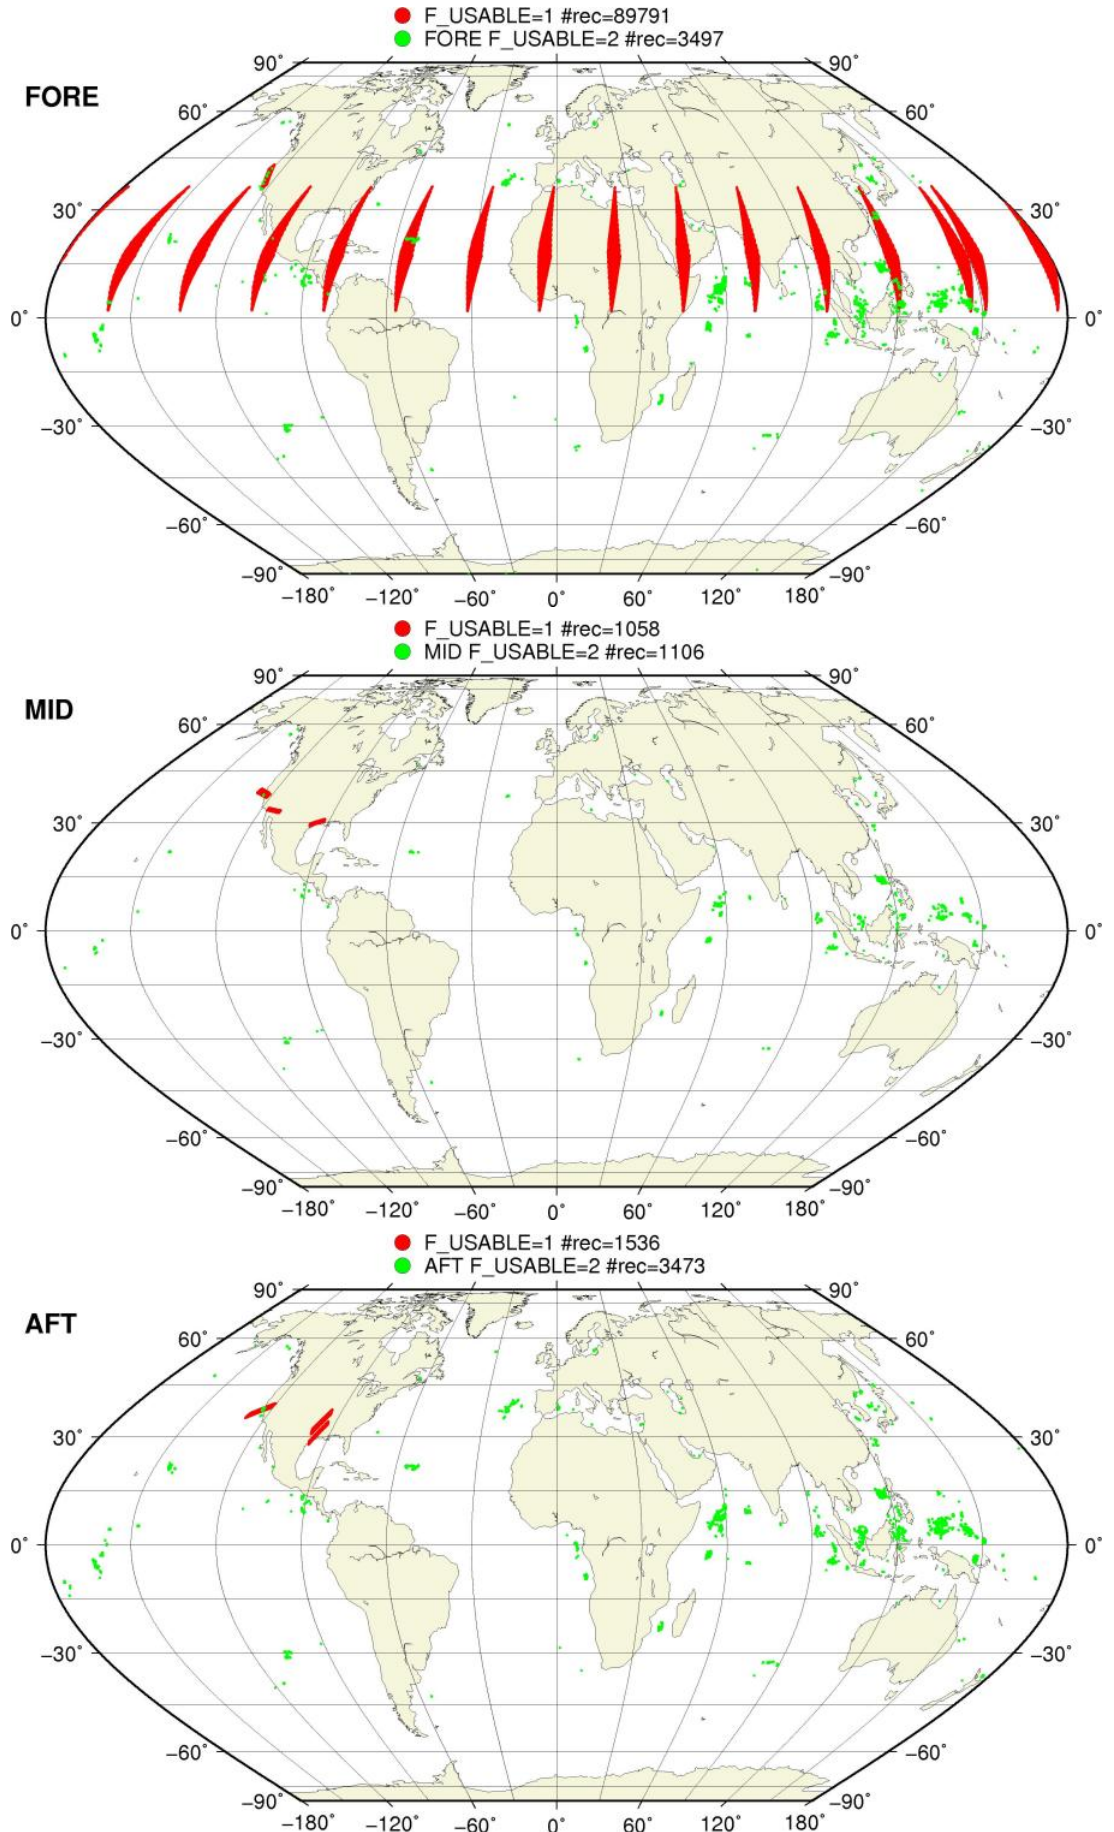 F_USABLE=1 #rec=89791
FORE F_USABLE=2 #rec=3497
FORE
90° 90°
60° 60°
30° 30°
0° 0°
−30° −30°
−60° −60°
−90° −90°
−180° −120° −60° 0° 60° 120° 180°
F_USABLE=1 #rec=1058
MID F_USABLE=2 #rec=1106
MID
90° 90°
60° 60°
30° 30°
0° 0°
−30° −30°
−60° −60°
−90° −90°
−180° −120° −60° 0° 60° 120° 180°
F_USABLE=1 #rec=1536
AFT F_USABLE=2 #rec=3473
AFT
90° 90°
60° 60°
30° 30°
0° 0°
−30° −30°
−60° −60°
−90° −90°
−180° −120° −60° 0° 60° 120° 180°